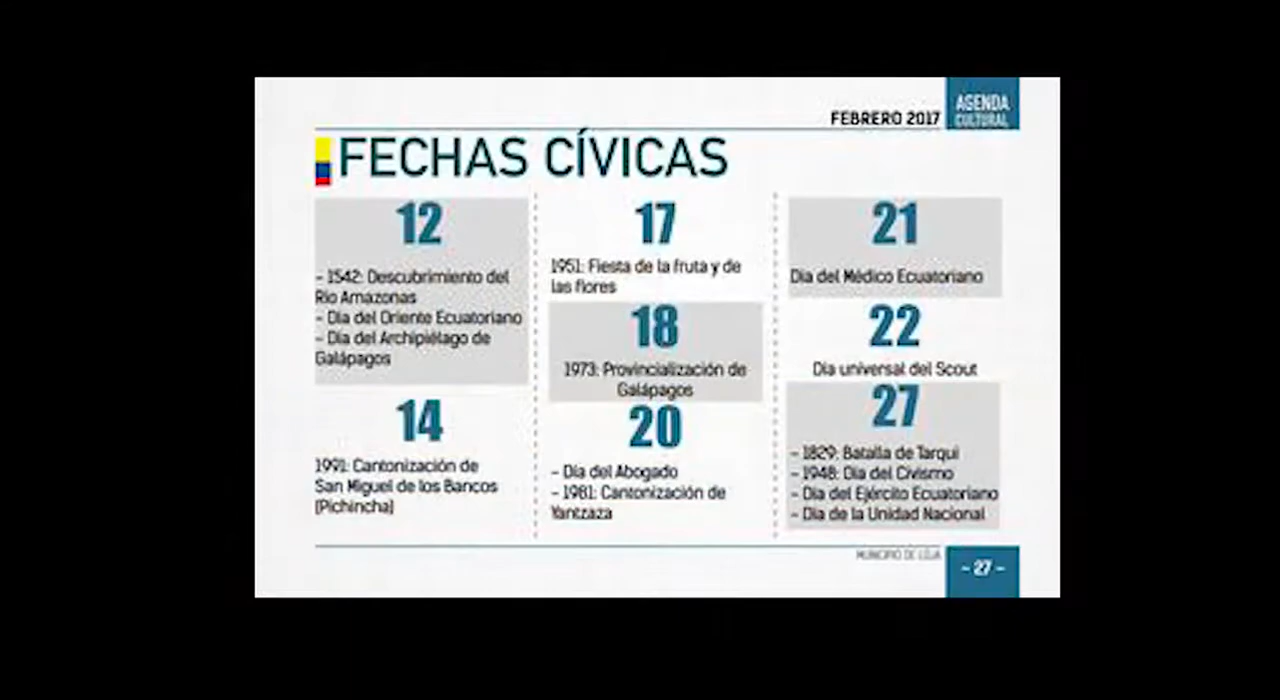 FEBRERO 2017
AGENDA
CULTURAL
FECHAS CÍVICAS
12
- 1542: Descubrimiento del
Río Amazonas
- Día del Oriente Ecuatoriano
- Día del Archipiélago de
Galápagos
14
1991: Cantonización de
San Miguel de los Bancos
(Pichincha)
17
1951: Fiesta de la fruta y de
las flores
18
1973: Provincialización de
Galápagos
20
- Día del Abogado
- 1981: Cantonización de
Yantzaza
21
Día del Médico Ecuatoriano
22
Día universal del Scout
27
- 1829: Batalla de Tarqui
- 1948: Día del Civismo
- Día del Ejército Ecuatoriano
- Día de la Unidad Nacional
MUNICIPIO DE LOJA
- 27 -